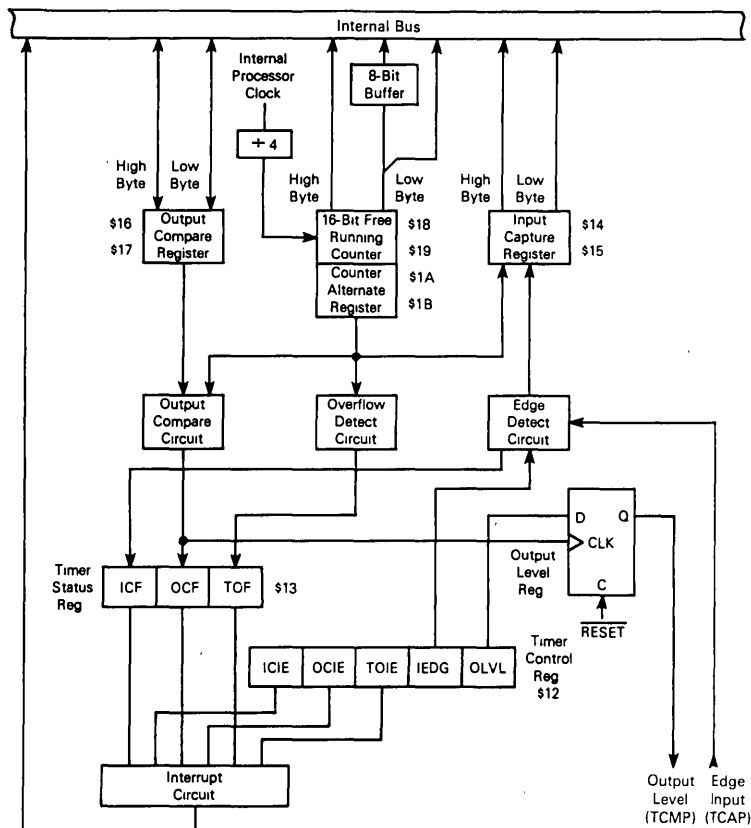 Internal Bus
Internal
Processor
Clock
8-Bit
Buffer
÷ 4
High
Byte
Low
Byte
High
Byte
Low
Byte
High
Byte
Low
Byte
$16
$17
Output
Compare
Register
16-Bit Free
Running
Counter
$18
$19
Counter
Alternate
Register
$1A
$1B
Input
Capture
Register
$14
$15
Output
Compare
Circuit
Overflow
Detect
Circuit
Edge
Detect
Circuit
D
Q
CLK
C
Output
Level
Reg
RESET
Timer
Status
Reg
ICF
OCF
TOF
$13
ICIE
OCIE
TOIE
IEDG
OLVL
Timer
Control
Reg
$12
Interrupt
Circuit
Output
Level
(TCMP)
Edge
Input
(TCAP)